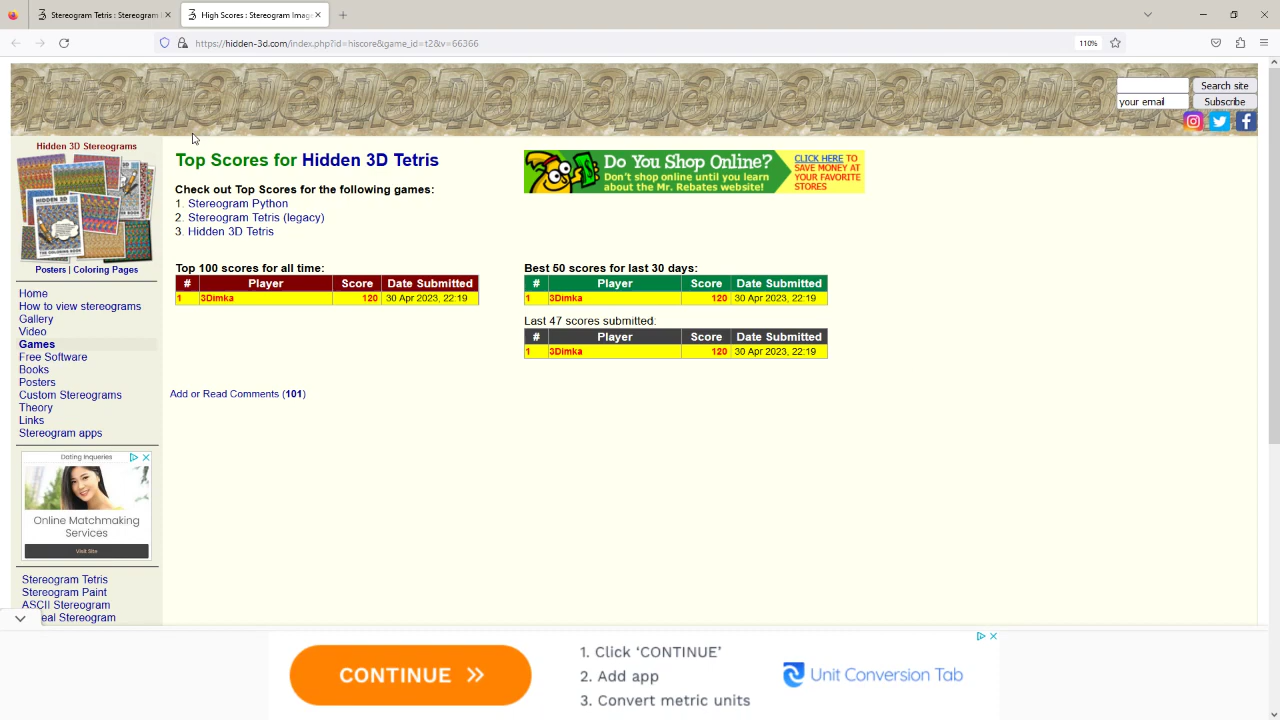 Stereogram Tetris : Stereogram I
High Scores : Stereogram Imag
https://hidden-3d.com/index.php?id=hiscore&game_id=t2&v=66366
110%
Search site
your email
Subscribe
Hidden 3D Stereograms
Posters | Coloring Pages
Home
How to view stereograms
Gallery
Video
Games
Free Software
Books
Posters
Custom Stereograms
Theory
Links
Stereogram apps
Dating Inqueries
Online Matchmaking
Services
Visit Site
Stereogram Tetris
Stereogram Paint
ASCII Stereogram
eal Stereogram
Top Scores for Hidden 3D Tetris
Check out Top Scores for the following games:
1. Stereogram Python
2. Stereogram Tetris (legacy)
3. Hidden 3D Tetris
Do You Shop Online?
Don't shop online until you learn
about the Mr. Rebates website!
CLICK HERE TO
SAVE MONEY AT
YOUR FAVORITE
STORES
Top 100 scores for all time:
# Player Score Date Submitted
1 3Dimka 120 30 Apr 2023, 22:19
Best 50 scores for last 30 days:
# Player Score Date Submitted
1 3Dimka 120 30 Apr 2023, 22:19
Last 47 scores submitted:
# Player Score Date Submitted
1 3Dimka 120 30 Apr 2023, 22:19
Add or Read Comments (101)
CONTINUE
1. Click ‘CONTINUE’
2. Add app
3. Convert metric units
Unit Conversion Tab